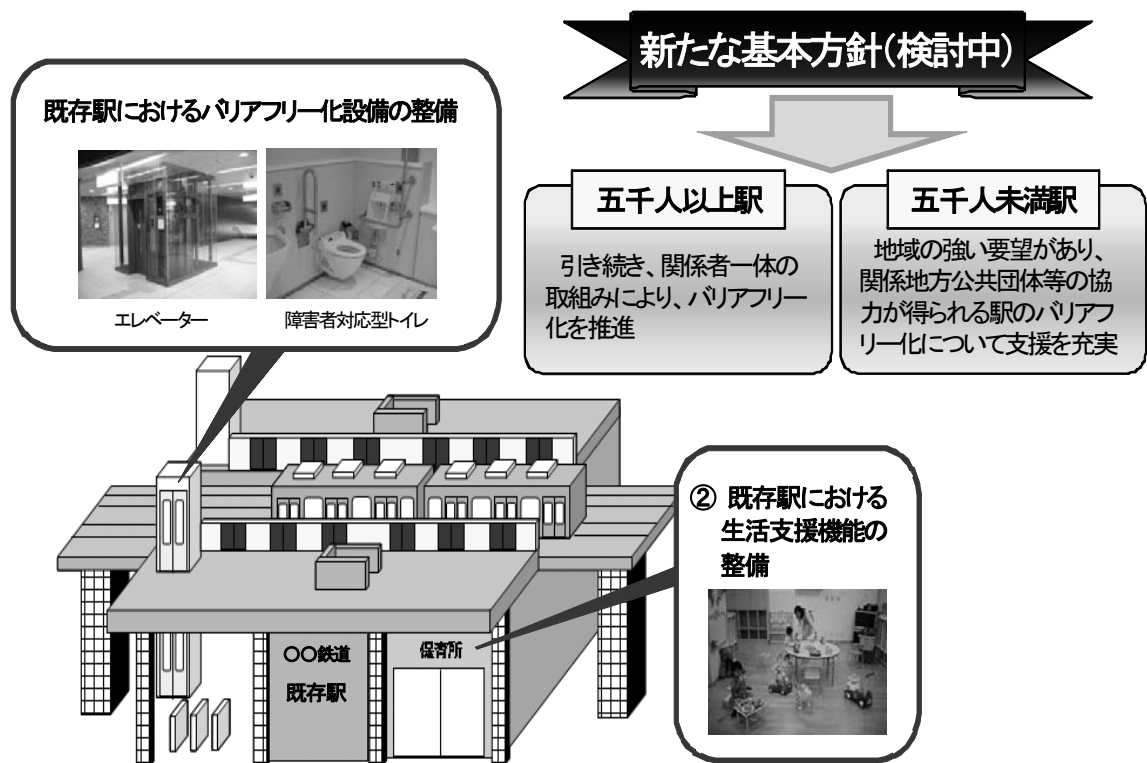 新たな基本方針(検討中)
既存駅におけるバリアフリー化設備の整備
エレベーター
障害者対応型トイレ
五千人以上駅
引き続き、関係者一体の
取組みにより、バリアフリー
化を推進
五千人未満駅
地域の強い要望があり、
関係地方公共団体等の協
力が得られる駅のバリアフ
リー化について支援を充実
② 既存駅における
生活支援機能の
整備
〇〇鉄道
既存駅
保育所